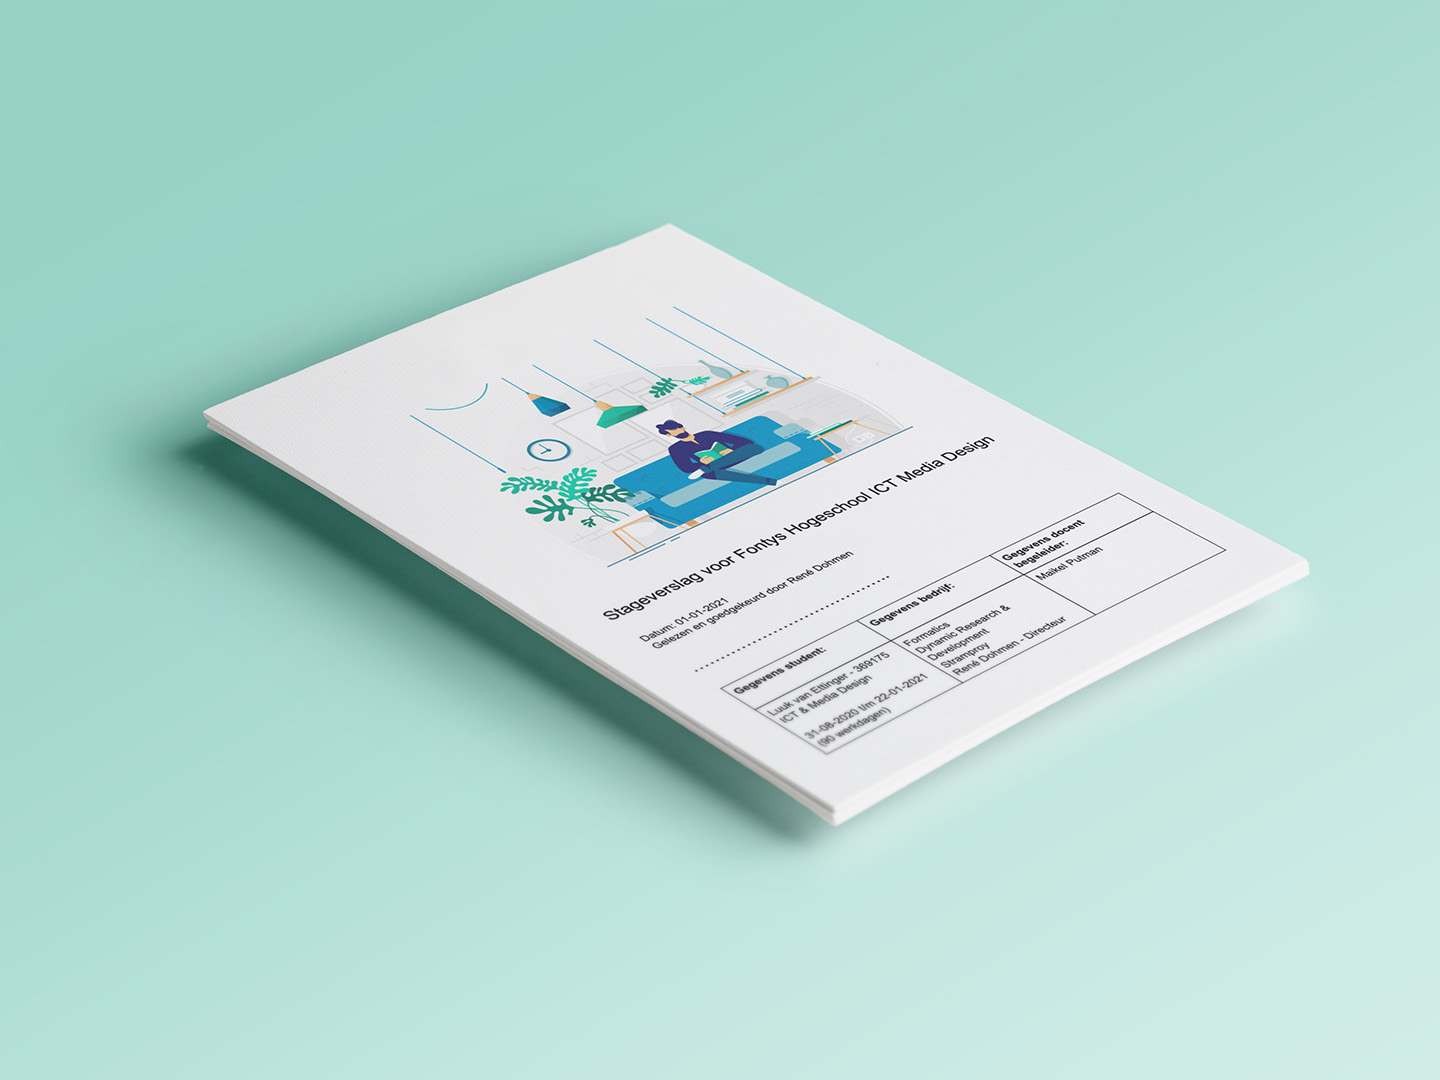 Stageverslag voor Fontys Hogeschool ICT Media Design
Datum: 01-01-2021
Gelezen en goedgekeurd door René Dohmen
Gegevens student:
Gegevens bedrijf:
Gegevens docent
begeleider:
Luuk van Ettinger - 369175
ICT & Media Design
31-08-2020 t/m 22-01-2021
(90 werkdagen)
Formatics
Dynamic Research &
Development
Stramproy
René Dohmen - Directeur
Maikel Putman